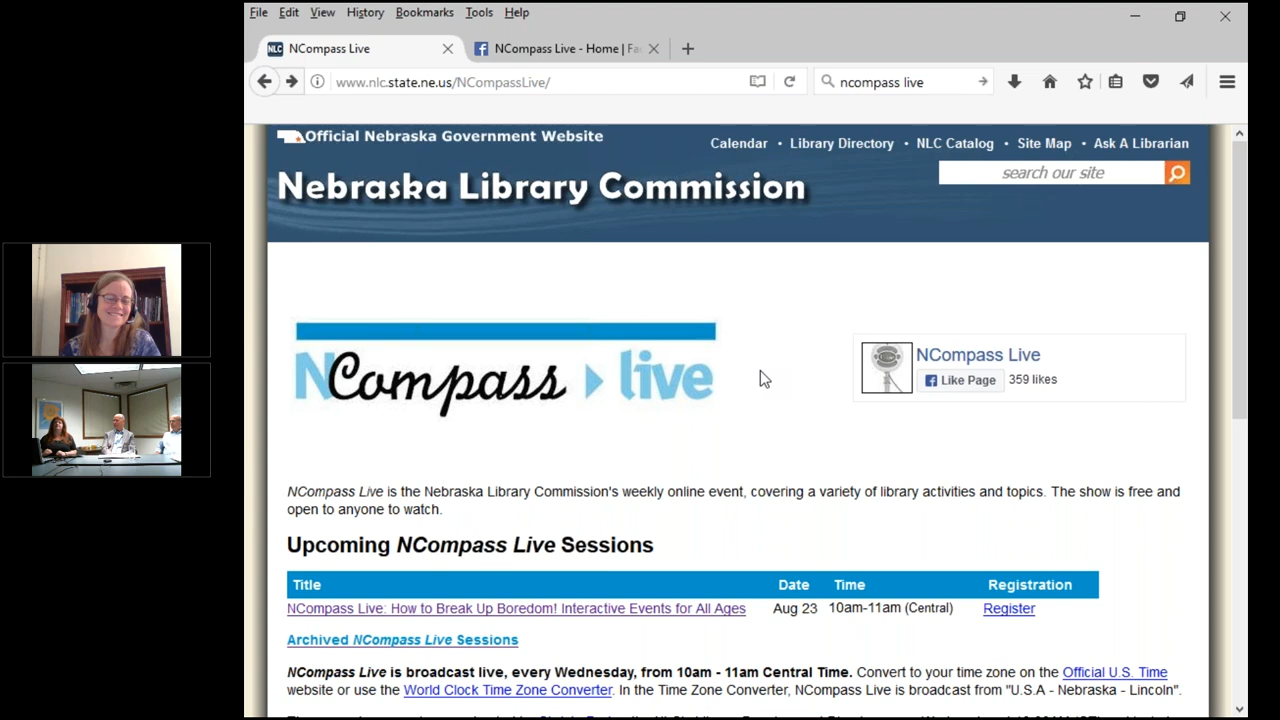 File Edit View History Bookmarks Tools Help
NLC NCompass Live
NCompass Live - Home | Fa
www.nlc.state.ne.us/NCompassLive/
ncompass live
Official Nebraska Government Website
Calendar • Library Directory • NLC Catalog • Site Map • Ask A Librarian
Nebraska Library Commission
search our site
NCompass live
NCompass Live
Like Page 359 likes
NCompass Live is the Nebraska Library Commission's weekly online event, covering a variety of library activities and topics. The show is free and
open to anyone to watch.
Upcoming NCompass Live Sessions
Title Date Time Registration
NCompass Live: How to Break Up Boredom! Interactive Events for All Ages Aug 23 10am-11am (Central) Register
Archived NCompass Live Sessions
NCompass Live is broadcast live, every Wednesday, from 10am - 11am Central Time. Convert to your time zone on the Official U.S. Time
website or use the World Clock Time Zone Converter. In the Time Zone Converter, NCompass Live is broadcast from "U.S.A - Nebraska - Lincoln".